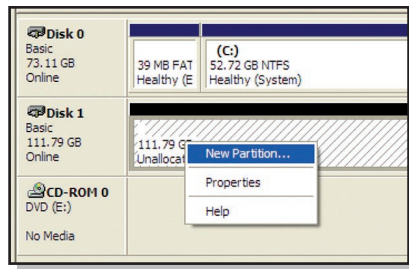 Disk 0
Basic
73.11 GB
Online
39 MB FAT
Healthy (E
(C:)
52.72 GB NTFS
Healthy (System)
Disk 1
Basic
111.79 GB
Online
111.79 G
Unallocat
New Partition...
Properties
Help
CD-ROM 0
DVD (E:)
No Media